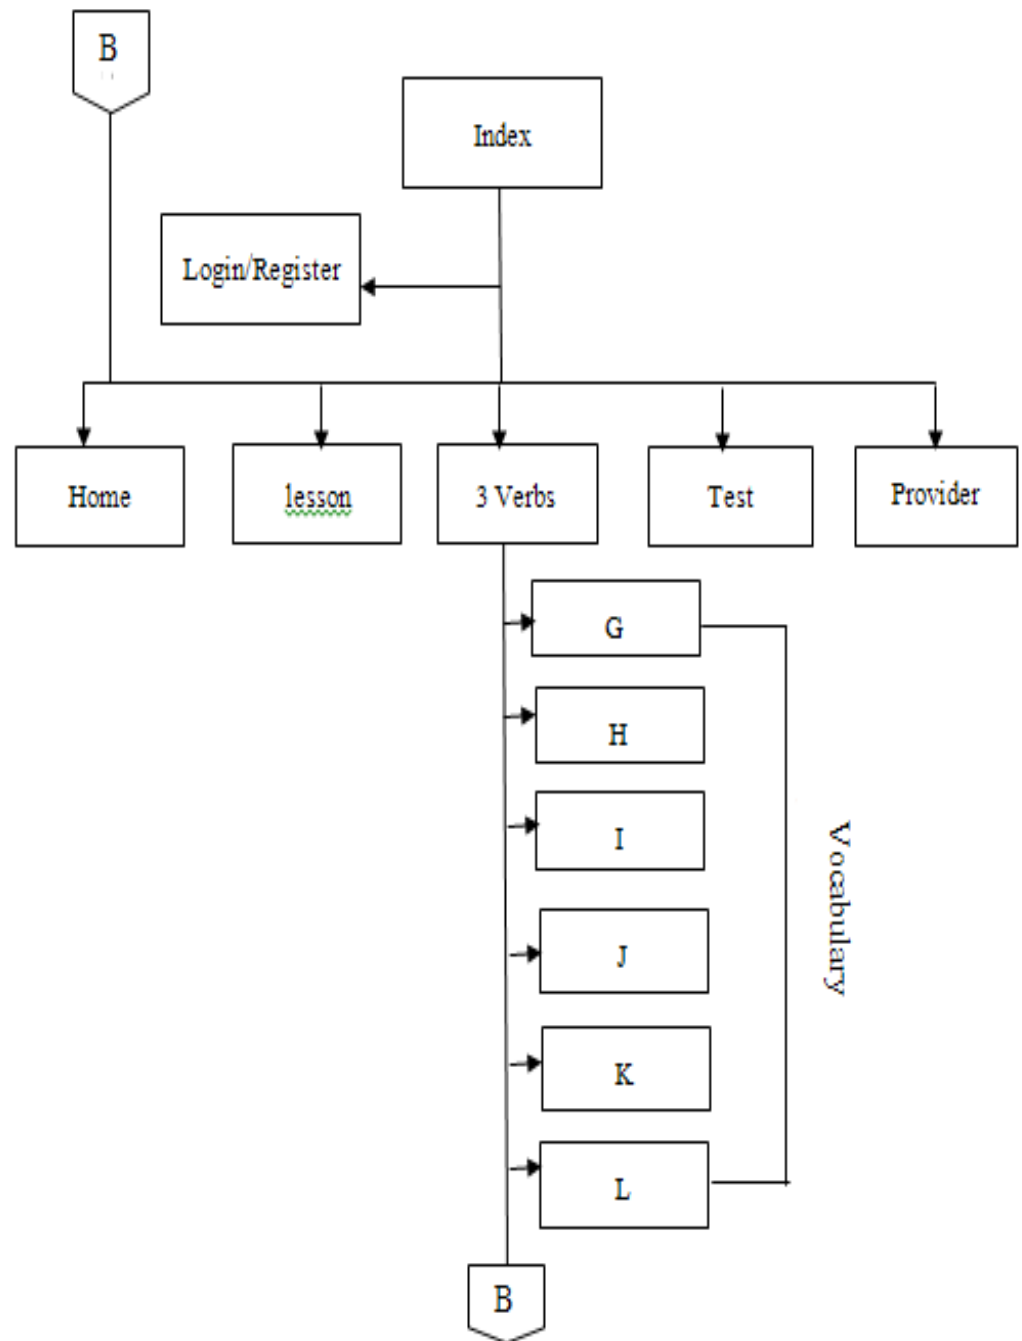 B
Index
Login/Register
Home
lesson
3 Verbs
Test
Provider
G
H
I
J
K
L
Vocabulary
B